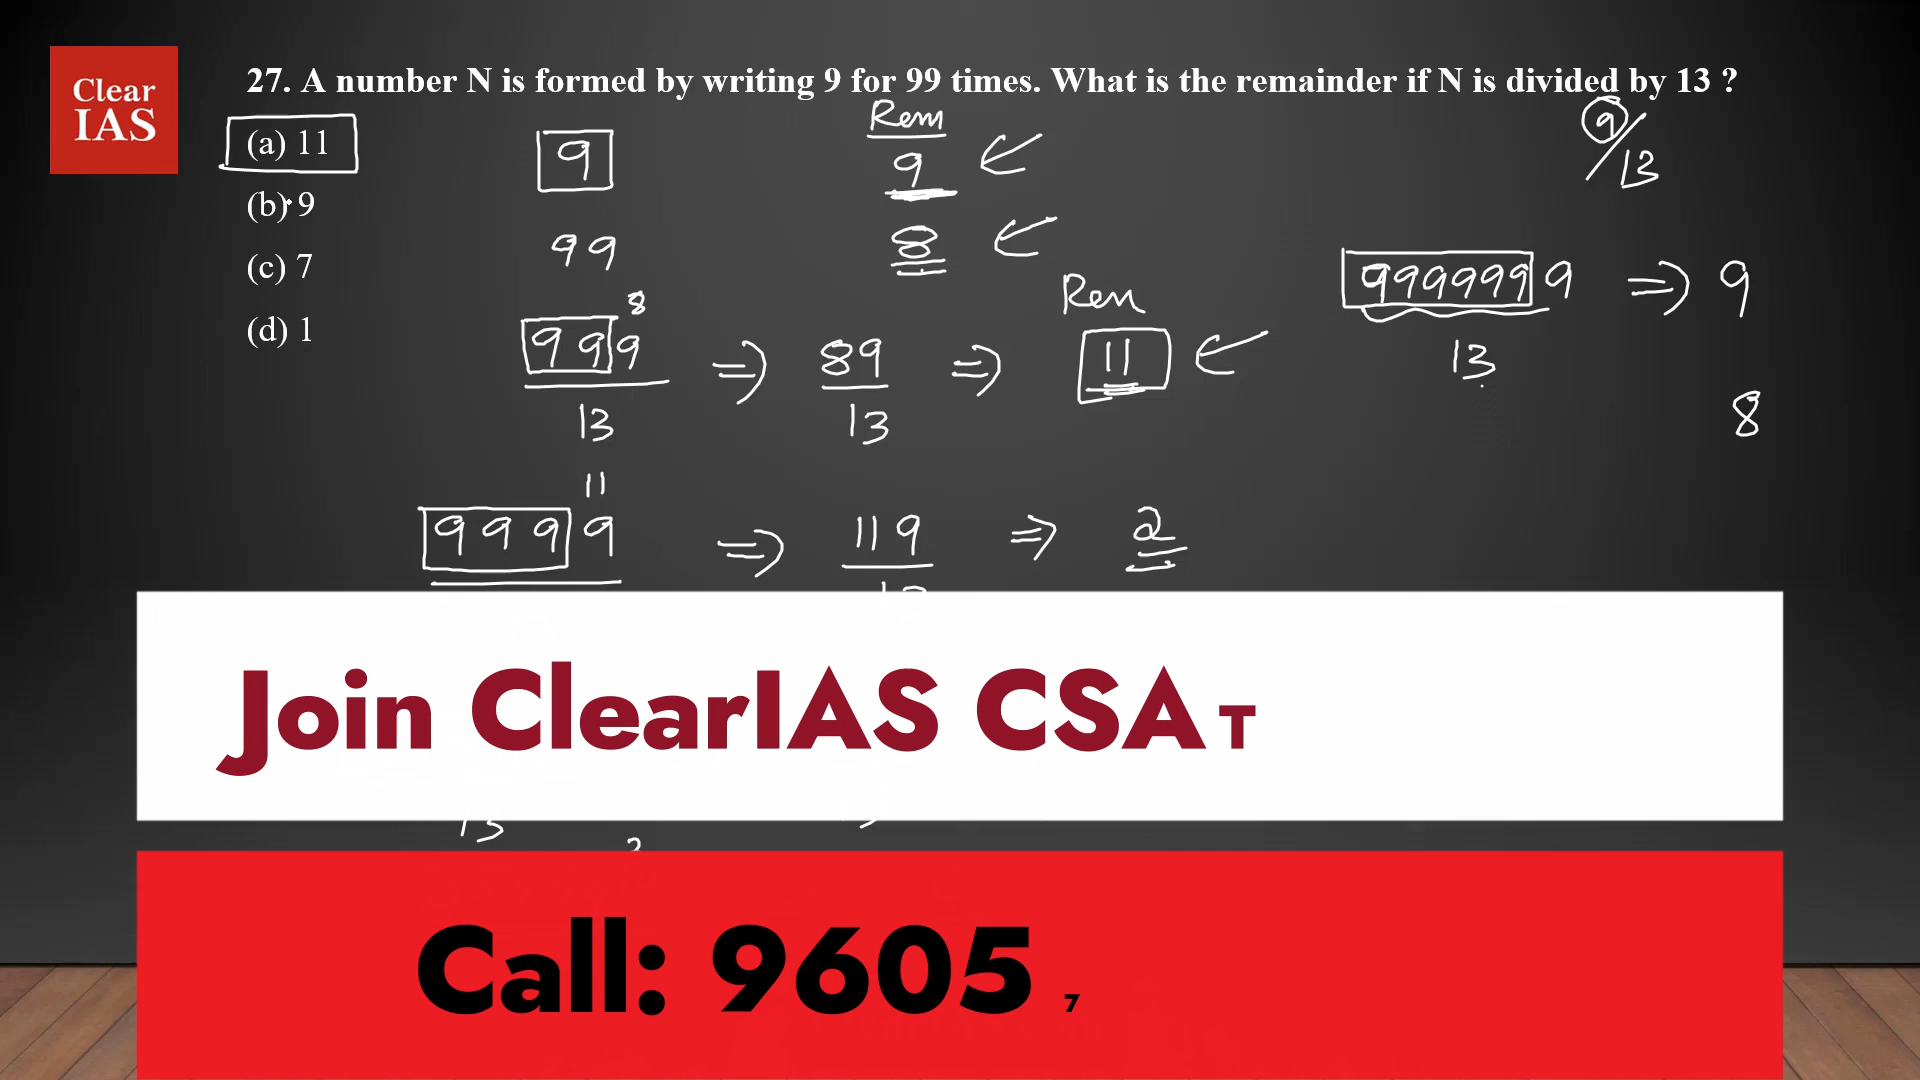 Clear
IAS
27. A number N is formed by writing 9 for 99 times. What is the remainder if N is divided by 13 ?
(a) 11
(b) 9
(c) 7
(d) 1
9
Rem
9
9/13
99
8
9999999 ⇒ 9
13
8
8
999 ⇒ 89 ⇒
13
13
Rem
11
11
9999 ⇒ 119 ⇒ 2
Join ClearIAS CSAT
13
Call: 9605 7